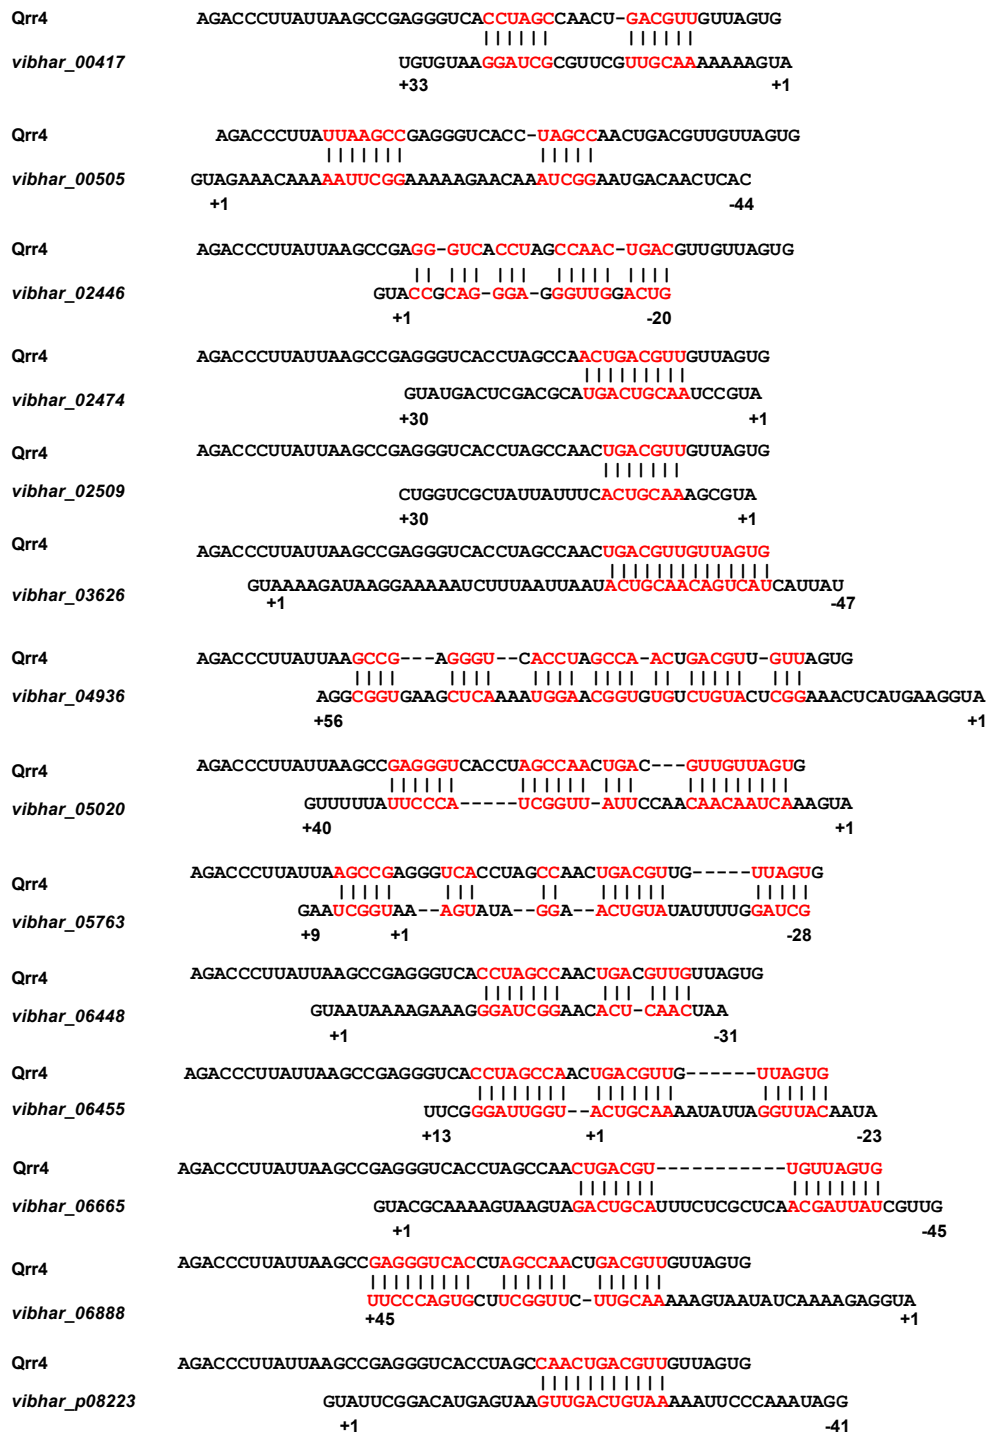 Qrr4 AGACCCUUAUUAAGCCGAGGGUCACCUAGCCAACU-GACGUUGUUAGUG
|||||| ||||||
vibhar_00417 UGUGUAAGGAUCGCGUUCGUUGCAAAAAAAGUA
+33 +1
Qrr4 AGACCCUUAUUAAGCCGAGGGUCACC-UAGCCAACUGACGUUGUUAGUG
||||||| |||||
vibhar_00505 GUAGAAACAAAAAUUCGGAAAAAGAACAAAUCGGAAUGACAACUCAC
+1 -44
Qrr4 AGACCCUUAUUAAGCCGAGG-GUCACCUAGCCAAC-UGACGUUGUUAGUG
|| ||| ||| ||||| ||||
vibhar_02446 GUACCGCAG-GGA-GGGUUGGACUG
+1 -20
Qrr4 AGACCCUUAUUAAGCCGAGGGUCACCUAGCCAACUGACGUUGUUAGUG
|||||||||
vibhar_02474 GUAUGACUCGACGCAUGACUGCAAUCCGUA
+30 +1
Qrr4 AGACCCUUAUUAAGCCGAGGGUCACCUAGCCAACUGACGUUGUUAGUG
|||||||
vibhar_02509 CUGGUCGCUAUUAUUUCACUGCAAAGCGUA
+30 +1
Qrr4 AGACCCUUAUUAAGCCGAGGGUCACCUAGCCAACUGACGUUGUUAGUG
||||||||||||||
vibhar_03626 GUAAAAGAUAAGGAAAAAUCUUUAAUUAAUACUGCAACAGUCAUCAUUAU
+1 -47
Qrr4 AGACCCUUAUUAAGCCG---AGGGU--CACCUAGCCA-ACUGACGUU-GUUAGUG
|||| |||| |||| |||| || ||||| |||
vibhar_04936 AGGCGGUGAAGCUCAAAAUGGAACGGUGUGUCUGUACUCGGAAACUCAUGAAGGUA
+56 +1
Qrr4 AGACCCUUAUUAAGCCGAGGGUCACCUAGCCAACUGAC---GUUGUUAGUG
|||||| |||||| ||| |||||||||
vibhar_05020 GUUUUUAUUCCCA-----UCGGUU-AUUCCAACAACAAUCAAAGUA
+40 +1
Qrr4 AGACCCUUAUUAAGCCGAGGGUCACCUAGCCAACUGACGUUG-----UUAGUG
||||| ||| || |||||| |||||
vibhar_05763 GAAUCGGUAA--AGUAUA--GGA--ACUGUAUAUUUUGGAUCG
+9 +1 -28
Qrr4 AGACCCUUAUUAAGCCGAGGGUCACCUAGCCAACUGACGUUGUUAGUG
||||||| ||| ||||
vibhar_06448 GUAAUAAAAGAAAGGGAUCGGAACACU-CAACUAA
+1 -31
Qrr4 AGACCCUUAUUAAGCCGAGGGUCACCUAGCCAACUGACGUUG------UUAGUG
|||||||| ||||||| ||||||
vibhar_06455 UUCGGGAUUGGU--ACUGCAAAAUAUUAGGUUACAAUA
+13 +1 -23
Qrr4 AGACCCUUAUUAAGCCGAGGGUCACCUAGCCAACUGACGU-----------UGUUAGUG
||||||| ||||||||
vibhar_06665 GUACGCAAAAGUAAGUAGACUGCAUUUCUCGCUCAACGAUUAUCGUUG
+1 -45
Qrr4 AGACCCUUAUUAAGCCGAGGGUCACCUAGCCAACUGACGUUGUUAGUG
||||||||| |||||| ||||||
vibhar_06888 UUCCCAGUGCUUCGGUUC-UUGCAAAAAGUAAUAUCAAAAGAGGUA
+45 +1
Qrr4 AGACCCUUAUUAAGCCGAGGGUCACCUAGCCAACUGACGUUGUUAGUG
|||||||||||
vibhar_p08223 GUAUUCGGACAUGAGUAAGUUGACUGUAAAAAUUCCCAAAUAGG
+1 -41